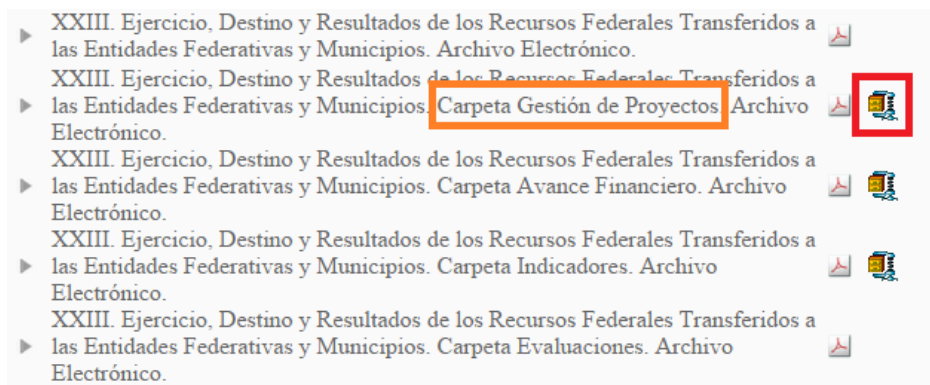 XXIII. Ejercicio, Destino y Resultados de los Recursos Federales Transferidos a
las Entidades Federativas y Municipios. Archivo Electrónico.
XXIII. Ejercicio, Destino y Resultados de los Recursos Federales Transferidos a
las Entidades Federativas y Municipios. Carpeta Gestión de Proyectos. Archivo
Electrónico.
XXIII. Ejercicio, Destino y Resultados de los Recursos Federales Transferidos a
las Entidades Federativas y Municipios. Carpeta Avance Financiero. Archivo
Electrónico.
XXIII. Ejercicio, Destino y Resultados de los Recursos Federales Transferidos a
las Entidades Federativas y Municipios. Carpeta Indicadores. Archivo
Electrónico.
XXIII. Ejercicio, Destino y Resultados de los Recursos Federales Transferidos a
las Entidades Federativas y Municipios. Carpeta Evaluaciones. Archivo
Electrónico.